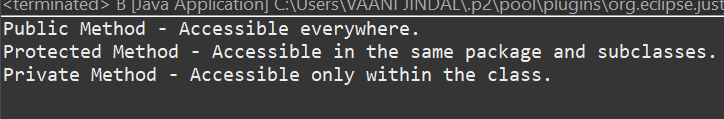 <terminated> B [Java Application] C:\Users\VAANI JINDAL\.p2\pool\plugins\org.eclipse.just
Public Method - Accessible everywhere.
Protected Method - Accessible in the same package and subclasses.
Private Method - Accessible only within the class.